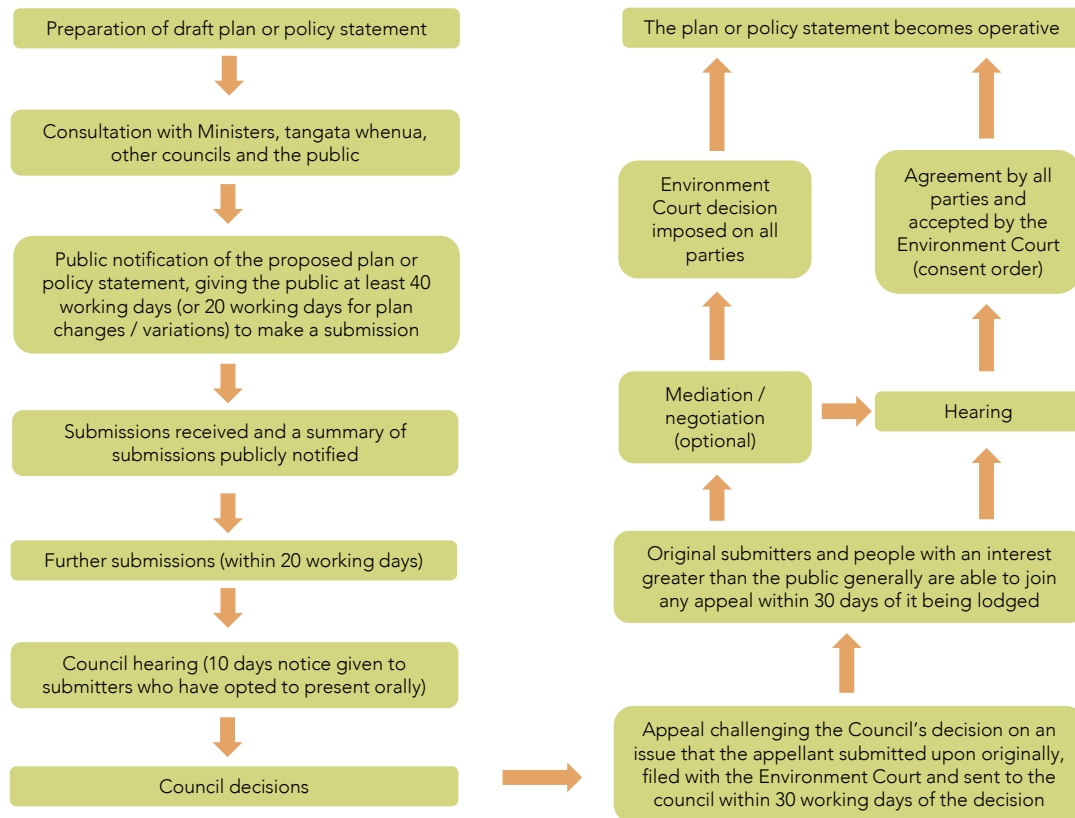 Preparation of draft plan or policy statement
Consultation with Ministers, tangata whenua,
other councils and the public
Public notification of the proposed plan or
policy statement, giving the public at least 40
working days (or 20 working days for plan
changes / variations) to make a submission
Submissions received and a summary of
submissions publicly notified
Further submissions (within 20 working days)
Council hearing (10 days notice given to
submitters who have opted to present orally)
Council decisions
Appeal challenging the Council’s decision on an
issue that the appellant submitted upon originally,
filed with the Environment Court and sent to the
council within 30 working days of the decision
Original submitters and people with an interest
greater than the public generally are able to join
any appeal within 30 days of it being lodged
Mediation /
negotiation
(optional)
Hearing
Environment
Court decision
imposed on all
parties
Agreement by all
parties and
accepted by the
Environment Court
(consent order)
The plan or policy statement becomes operative